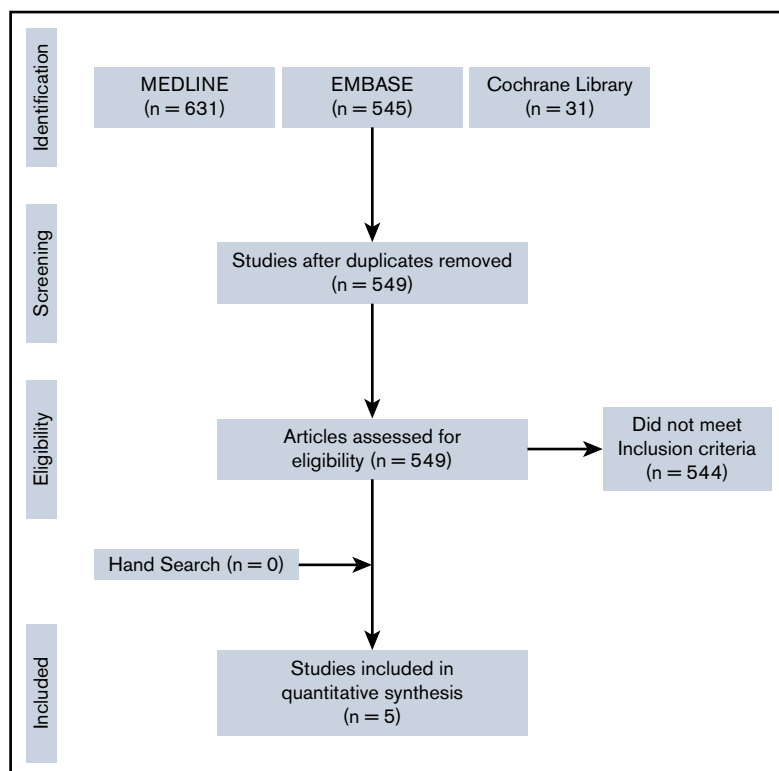 Identification
MEDLINE
(n = 631)
EMBASE
(n = 545)
Cochrane Library
(n = 31)
Screening
Studies after duplicates removed
(n = 549)
Eligibility
Articles assessed for
eligibility (n = 549)
Did not meet
Inclusion criteria
(n = 544)
Hand Search (n = 0)
Included
Studies included in
quantitative synthesis
(n = 5)